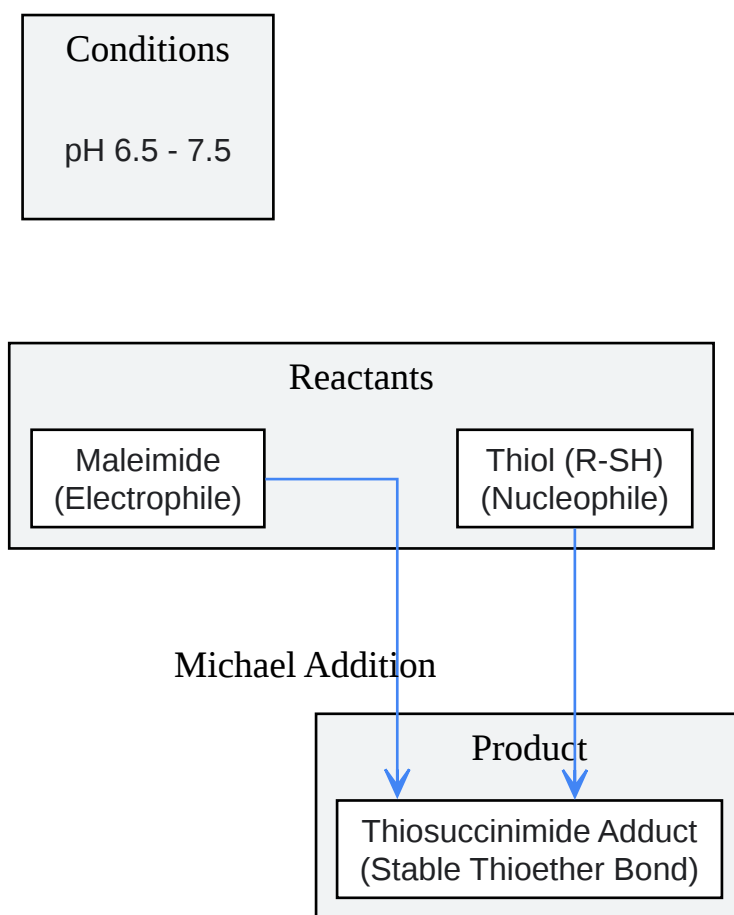 Conditions
pH 6.5 - 7.5
Reactants
Maleimide
(Electrophile)
Thiol (R-SH)
(Nucleophile)
Michael Addition
Product
Thiosuccinimide Adduct
(Stable Thioether Bond)